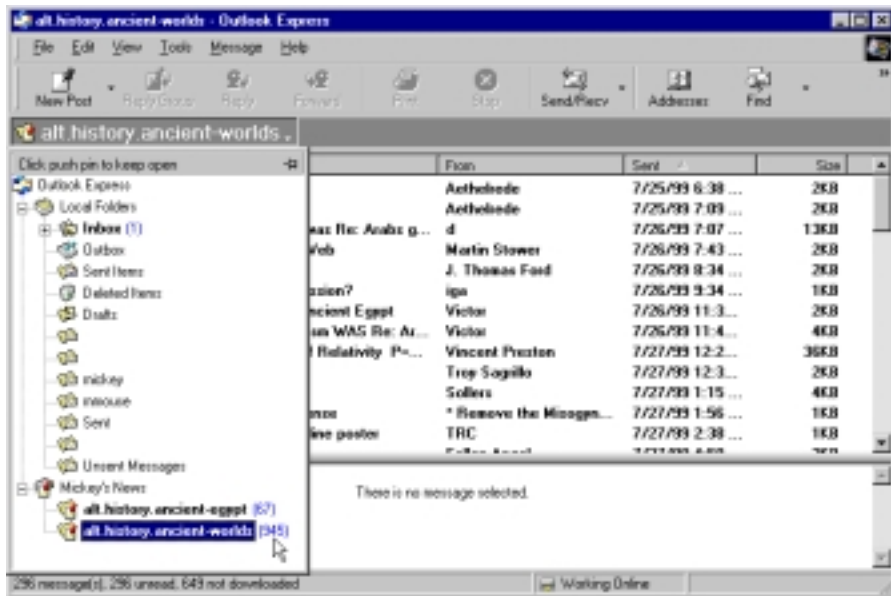 alt.history.ancient-worlds - Outlook Express
File Edit View Tools Message Help
New Post Reply Group Reply Forward Print Stop Send/Recv Addresses Find
alt.history.ancient-worlds
Click push pin to keep open
From Sent Size
Outlook Express
Local Folders
Inbox (1)
Outbox
Sent Items
Deleted Items
Drafts
mickey
mmouse
Sent
Unsent Messages
Mickey's News
alt.history.ancient-egypt (67)
alt.history.ancient-worlds (945)
Aethelrede 7/25/99 6:38 ... 2KB
Aethelrede 7/25/99 7:09 ... 2KB
was Re: Arabs g... d 7/26/99 7:07 ... 13KB
Web Martin Stower 7/26/99 7:43 ... 2KB
J. Thomas Ford 7/26/99 8:34 ... 2KB
ssion? iga 7/26/99 9:34 ... 1KB
ncient Egypt Victor 7/26/99 11:3... 2KB
WAS Re: Ar... Victor 7/26/99 11:4... 4KB
Relativity P=... Vincent Preston 7/27/99 12:2... 36KB
Troy Sagrillo 7/27/99 12:3... 2KB
Sollers 7/27/99 1:15 ... 4KB
ense * Remove the Misogyn... 7/27/99 1:56 ... 1KB
line poster TRC 7/27/99 2:38 ... 1KB
There is no message selected.
296 message(s), 296 unread, 649 not downloaded
Working Online